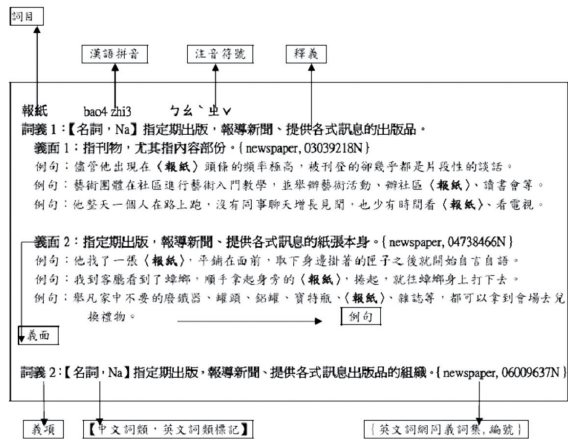 詞目
漢語拼音
注音符號
釋義
報紙 bao4 zhi3 ㄅㄠˋㄓˇ
詞義 1：【名詞，Na】指定期出版，報導新聞、提供各式訊息的出版品。
義面 1：指刊物，尤其指內容部份。{newspaper, 03039218N}
例句：儘管他出現在〈報紙〉頭條的頻率極高，被刊登的卻幾乎都是片段性的談話。
例句：藝術團體在社區進行藝術入門教學，並舉辦藝術活動、辦社區〈報紙〉、讀書會等。
例句：他整天一個人在路上跑，沒有同事聊天增長見聞，也少有時間看〈報紙〉、看電視。
義面 2：指定期出版，報導新聞、提供各式訊息的紙張本身。{newspaper, 04738466N}
例句：他找了一張〈報紙〉，平鋪在面前，取下身邊掛著的匣子之後就開始自言自語。
例句：我到客廳看到了蟑螂，順手拿起身旁的〈報紙〉，捲起，就往蟑螂身上打下去。
例句：舉凡家中不要的廢鐵器、罐頭、鋁罐、寶特瓶、〈報紙〉、雜誌等，都可以拿到會場去兌
換禮物。
例句
義面
詞義 2：【名詞，Na】指定期出版，報導新聞、提供各式訊息出版品的組織。{newspaper, 06009637N}
義項
【中文詞類，英文詞類標記】
{英文詞網同義詞集, 編號}